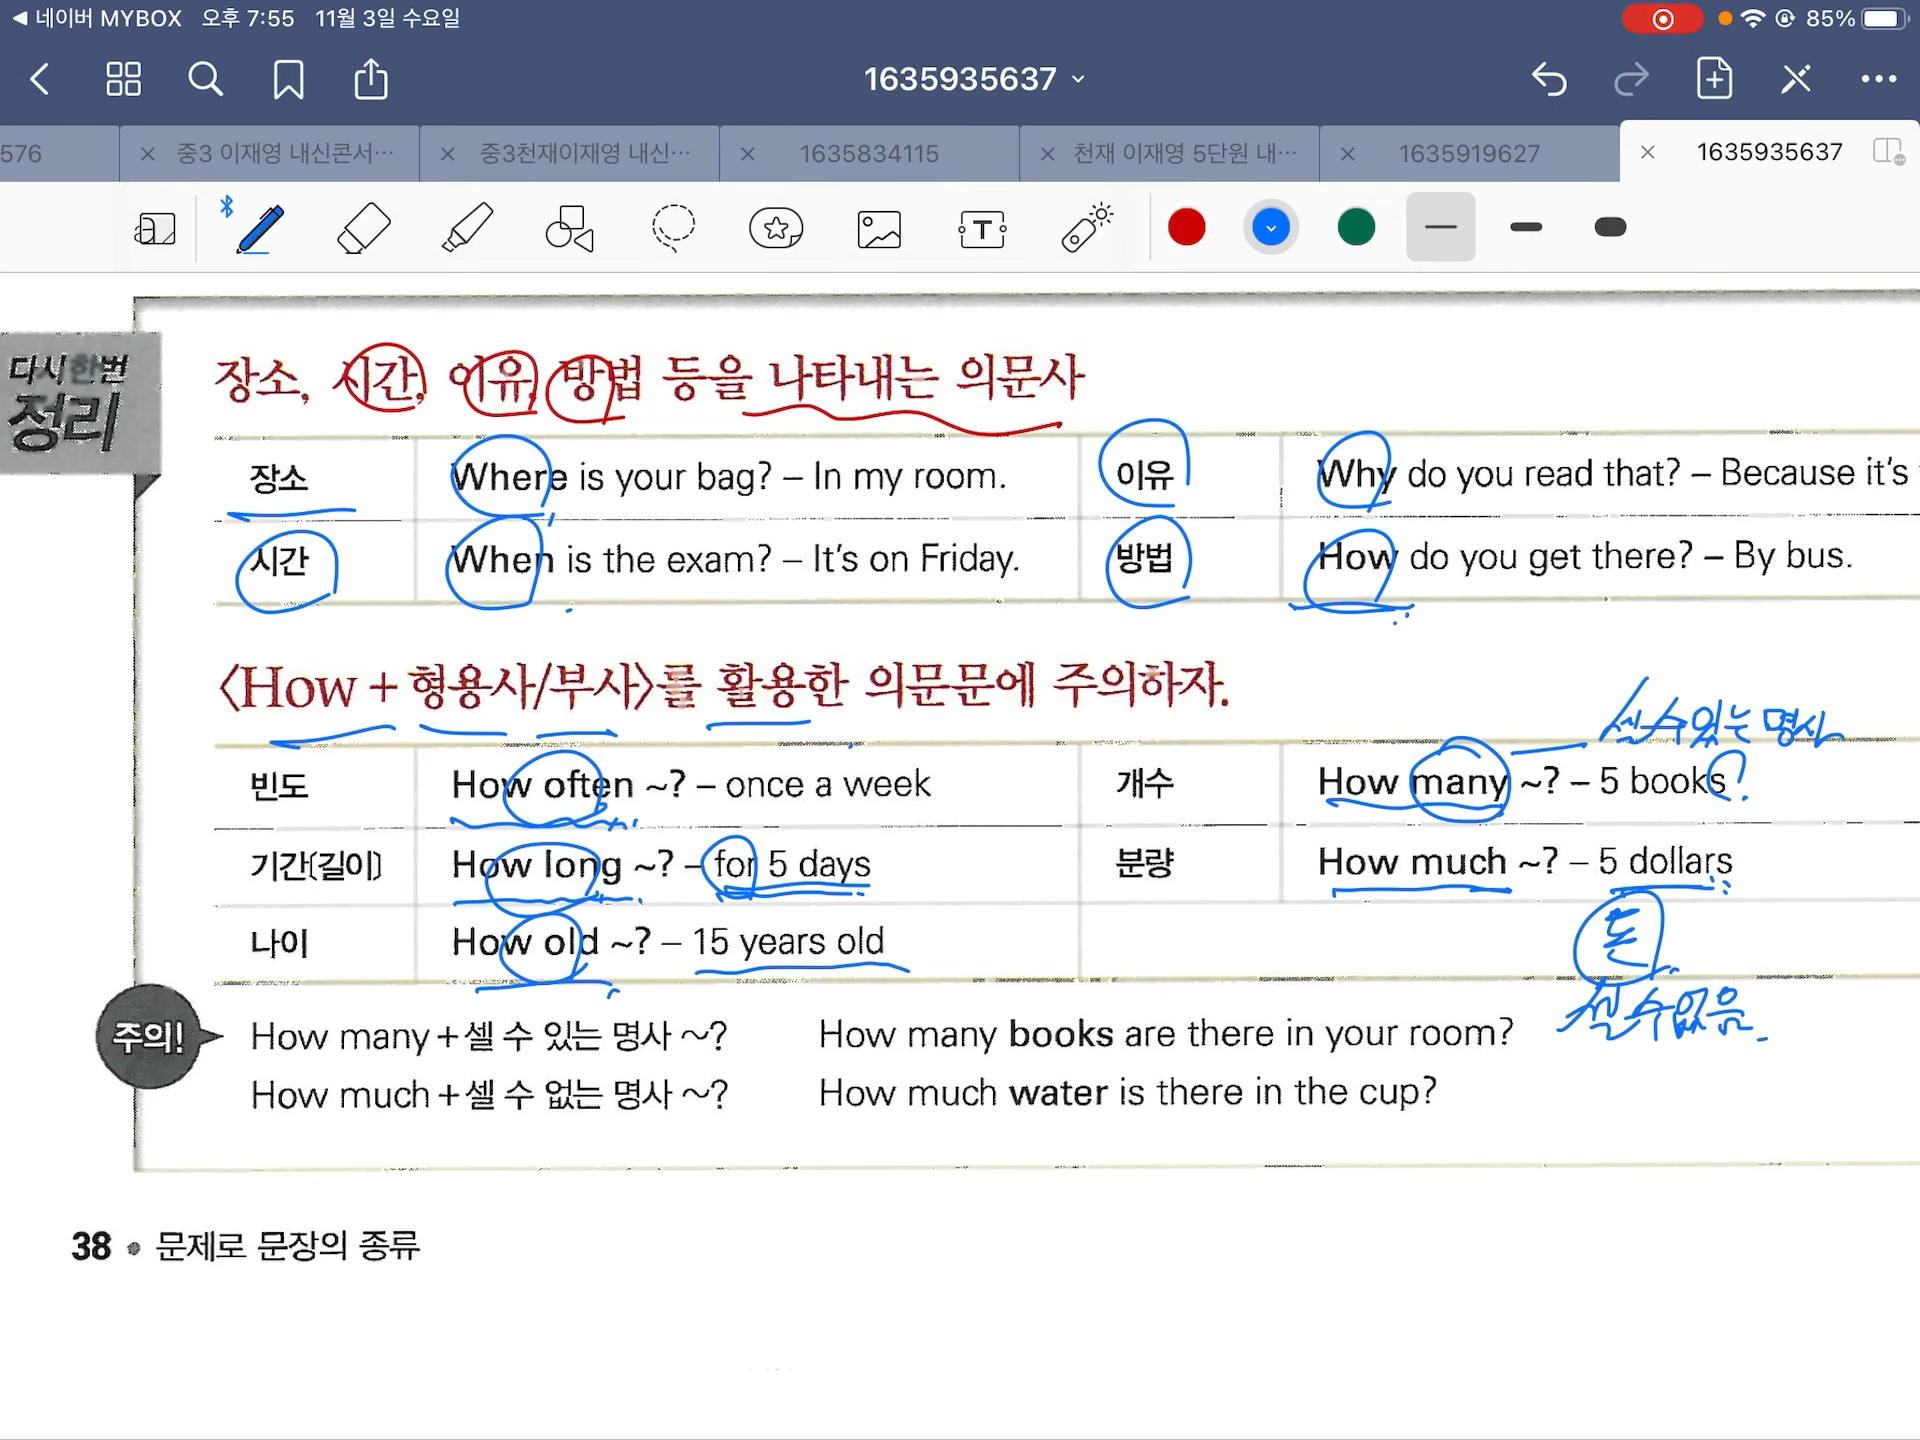 ◀ 네이버 MYBOX 오후 7:55 11월 3일 수요일 85%
1635935637
576 중3 이재영 내신콘서… 중3천재이재영 내신… 1635834115 천재 이재영 5단원 내… 1635919627 1635935637
다시한번
정리
장소, 시간, 이유, 방법 등을 나타내는 의문사
장소 Where is your bag? – In my room. 이유 Why do you read that? – Because it's
시간 When is the exam? – It's on Friday. 방법 How do you get there? – By bus.
〈How + 형용사/부사〉를 활용한 의문문에 주의하자.
셀 수 있는 명사
빈도 How often ~? – once a week 개수 How many ~? – 5 books
기간(길이) How long ~? – for 5 days 분량 How much ~? – 5 dollars
돈
나이 How old ~? – 15 years old
셀 수 없음.
주의!
How many + 셀 수 있는 명사 ~? How many books are there in your room?
How much + 셀 수 없는 명사 ~? How much water is there in the cup?
38 • 문제로 문장의 종류